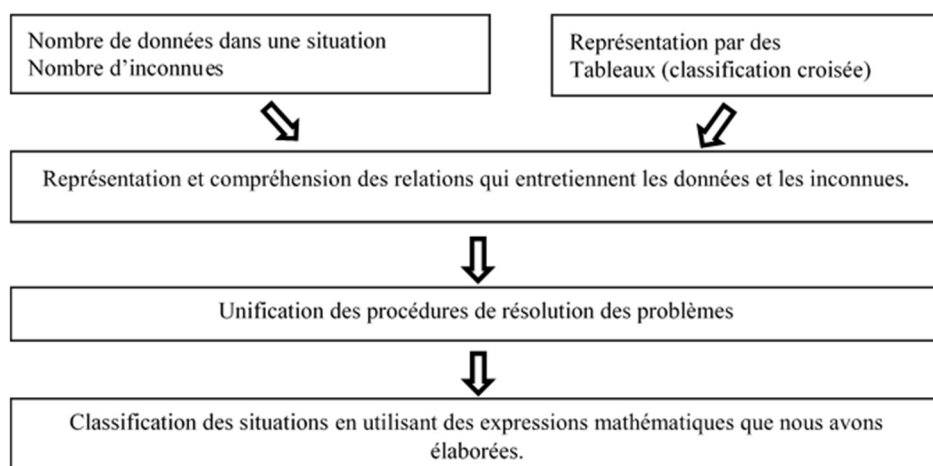 Nombre de données dans une situation
Nombre d'inconnues
Représentation par des
Tableaux (classification croisée)
Représentation et compréhension des relations qui entretiennent les données et les inconnues.
Unification des procédures de résolution des problèmes
Classification des situations en utilisant des expressions mathématiques que nous avons
élaborées.